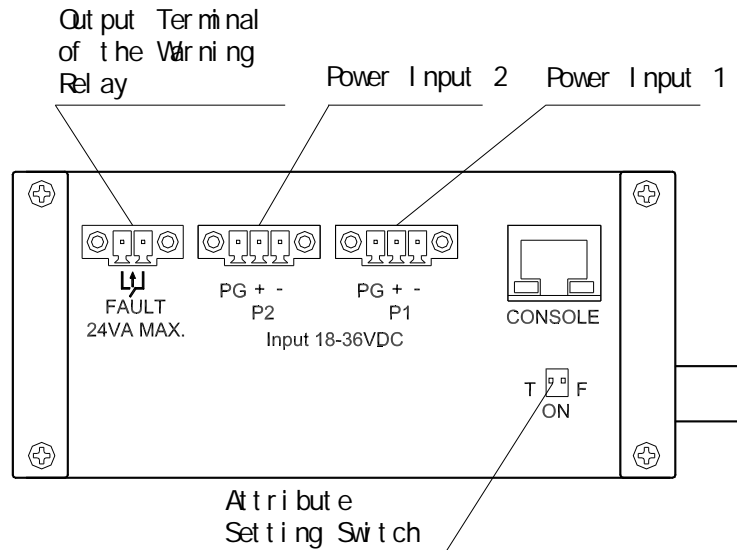 Output Terminal
of the Warning
Relay
Power Input 2
Power Input 1
FAULT
24VA MAX.
PG + -
P2
PG + -
P1
Input 18-36VDC
CONSOLE
T
F
ON
Attribute
Setting Switch